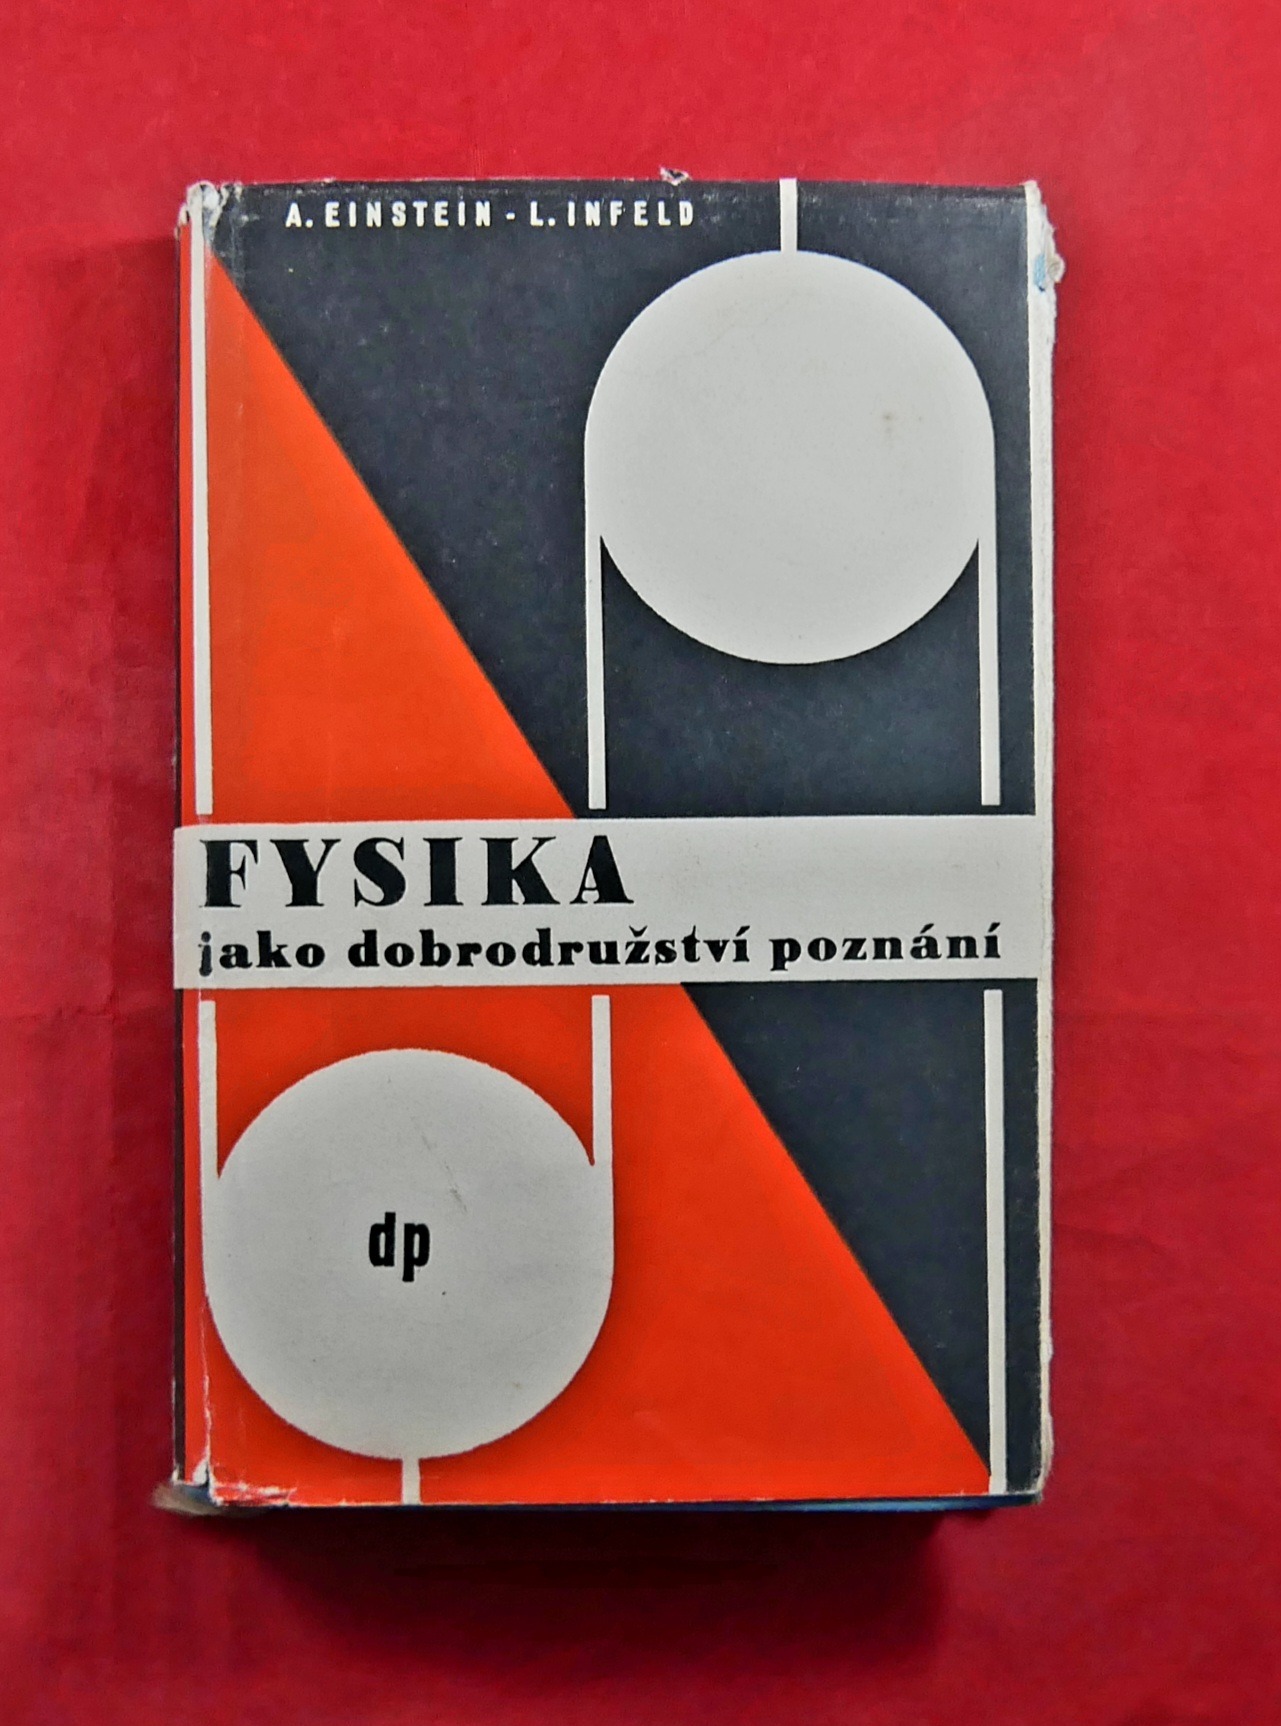 A. EINSTEIN - L. INFELD
FYSIKA
jako dobrodružství poznání
dp